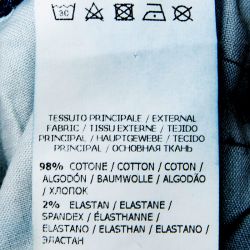 TESSUTO PRINCIPALE / EXTERNAL
FABRIC / TISSU EXTERNE / TEJIDO
PRINCIPAL / HAUPTGEWEBE / TECIDO
PRINCIPAL / ОСНОВНАЯ ТКАНЬ
98% COTONE / COTTON / COTON /
ALGODÓN / BAUMWOLLE / ALGODÃO
/ ХЛОПОК
2% ELASTAN / ELASTANE /
SPANDEX / ÉLASTHANNE /
ELASTANO / ELASTHAN / ELASTANO /
ЭЛАСТАН